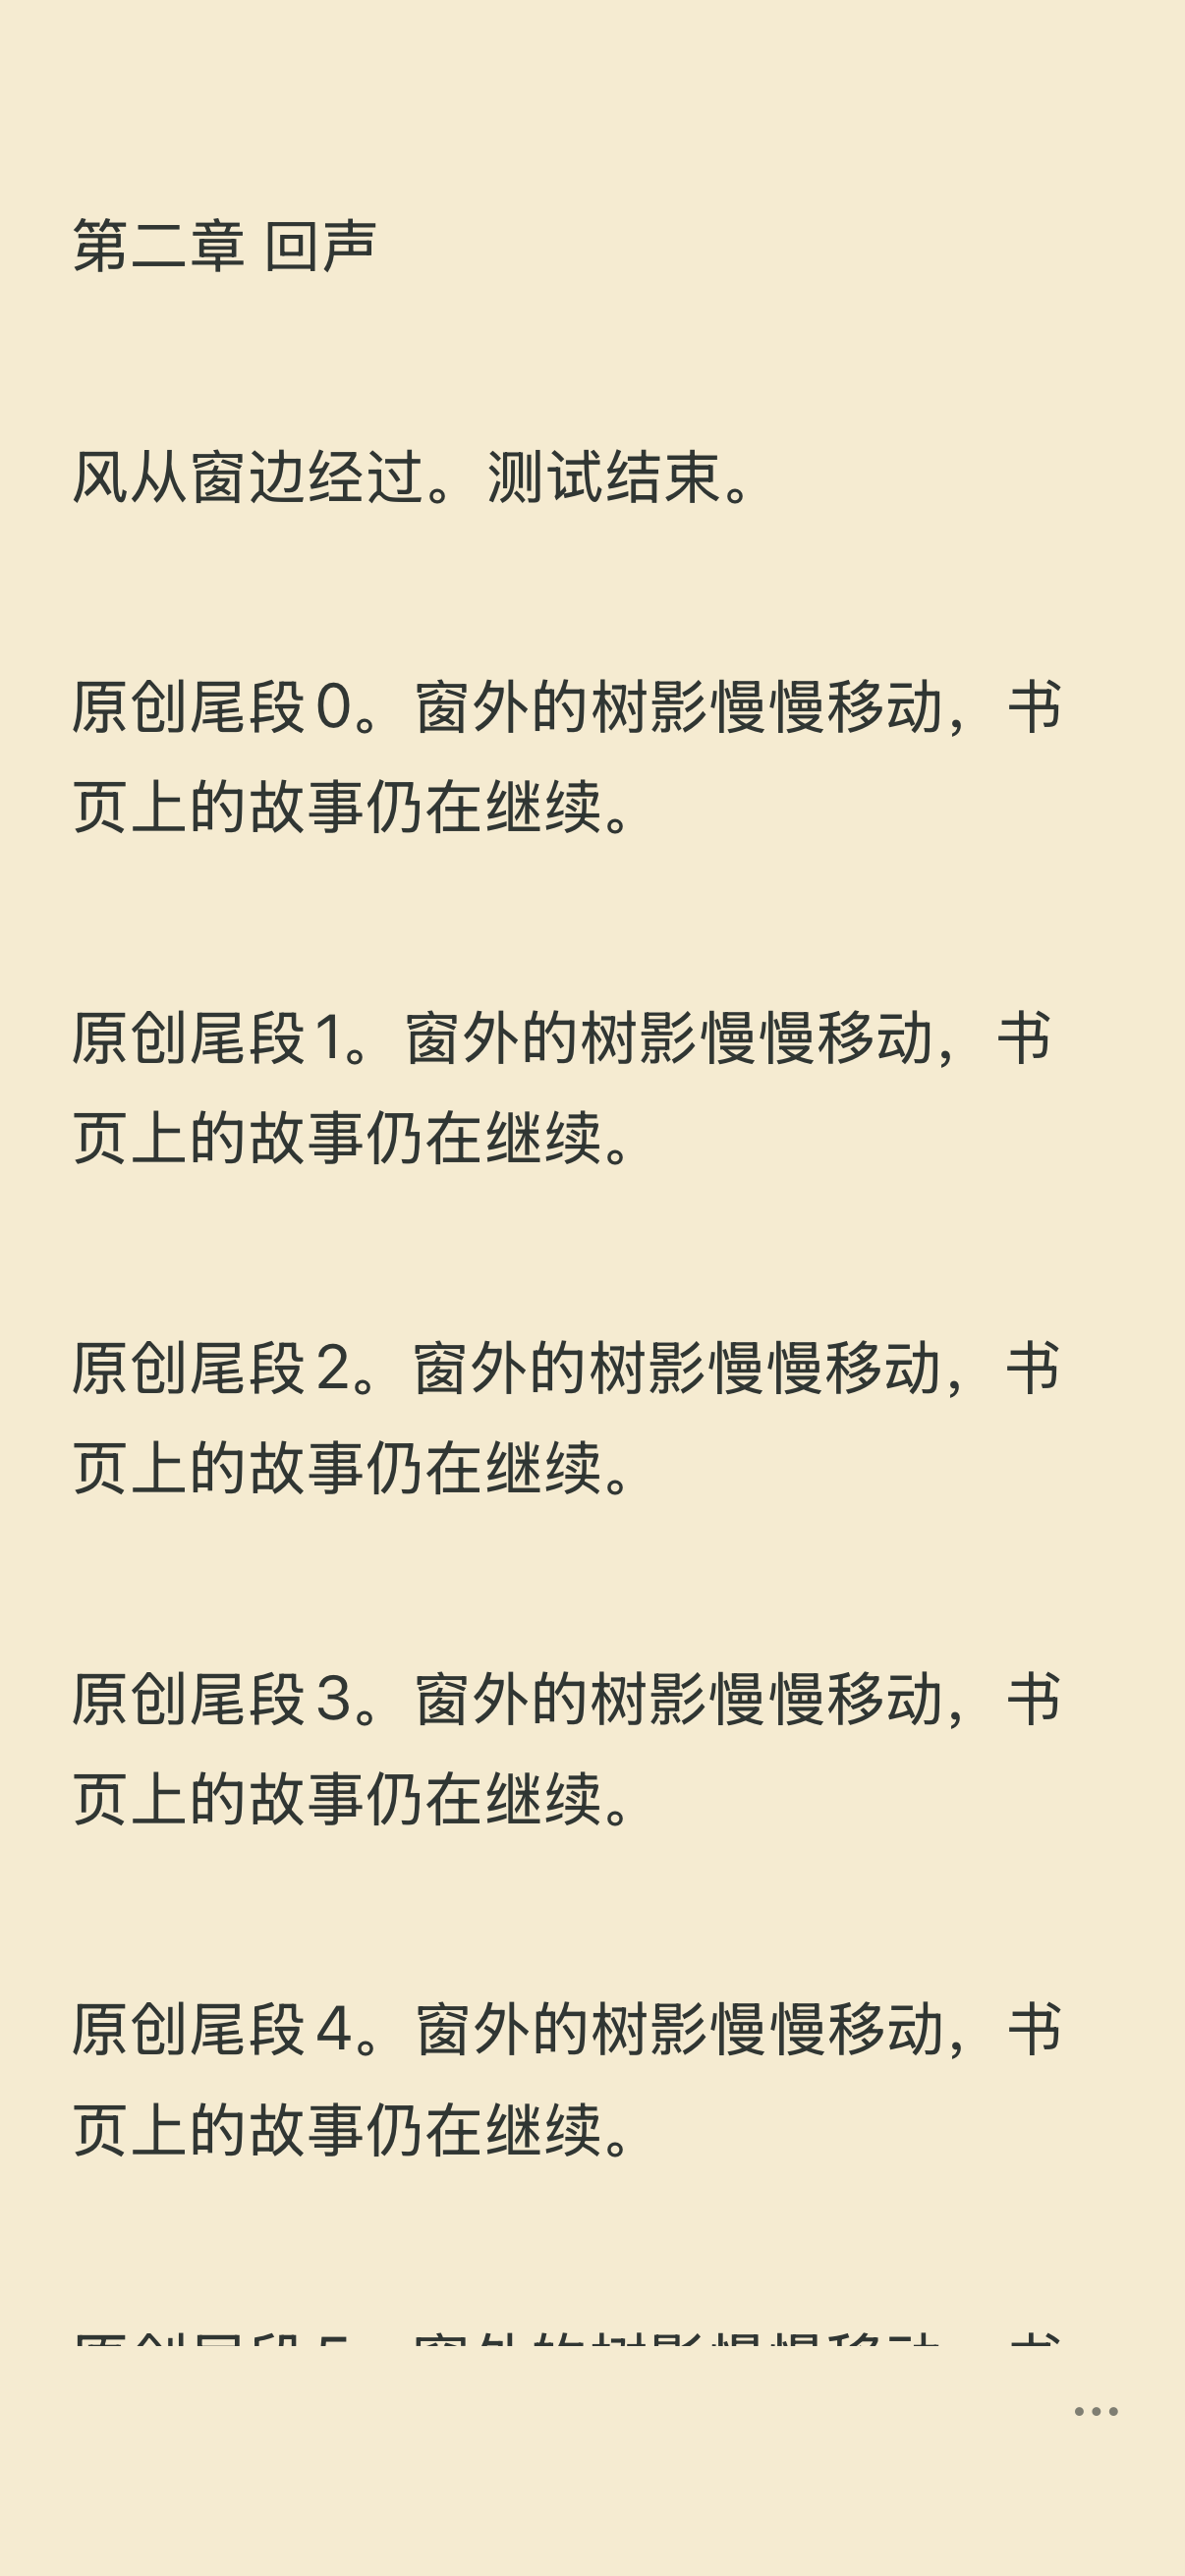 第二章 回声
风从窗边经过。测试结束。
原创尾段0。窗外的树影慢慢移动，书
页上的故事仍在继续。
原创尾段1。窗外的树影慢慢移动，书
页上的故事仍在继续。
原创尾段2。窗外的树影慢慢移动，书
页上的故事仍在继续。
原创尾段3。窗外的树影慢慢移动，书
页上的故事仍在继续。
原创尾段4。窗外的树影慢慢移动，书
页上的故事仍在继续。